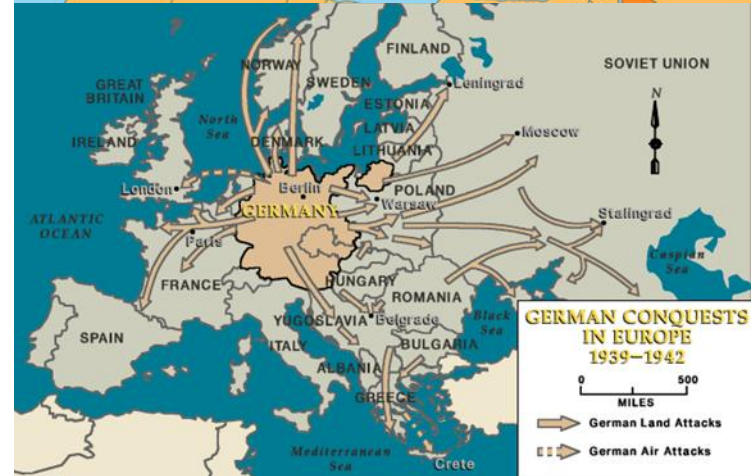 FINLAND
NORWAY
SWEDEN
SOVIET UNION
GREAT
BRITAIN
Leningrad
ESTONIA
North
Sea
LATVIA
Moscow
IRELAND
DENMARK
LITHUANIA
N
London
Berlin
POLAND
Warsaw
GERMANY
ATLANTIC
OCEAN
Paris
Stalingrad
Caspian
Sea
FRANCE
HUNGARY
ROMANIA
YUGOSLAVIA
Belgrade
Black
Sea
SPAIN
ITALY
BULGARIA
ALBANIA
GREECE
Mediterranean
Sea
Crete
GERMAN CONQUESTS
IN EUROPE
1939–1942
0 500
MILES
German Land Attacks
German Air Attacks